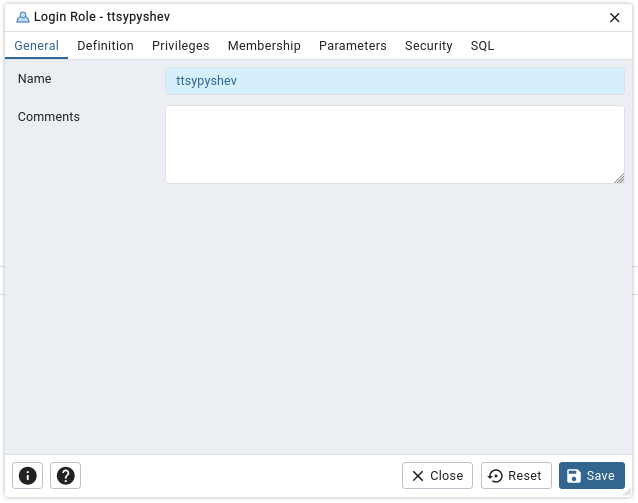 Login Role - ttsypyshev
General Definition Privileges Membership Parameters Security SQL
Name ttsypyshev
Comments
Close Reset Save